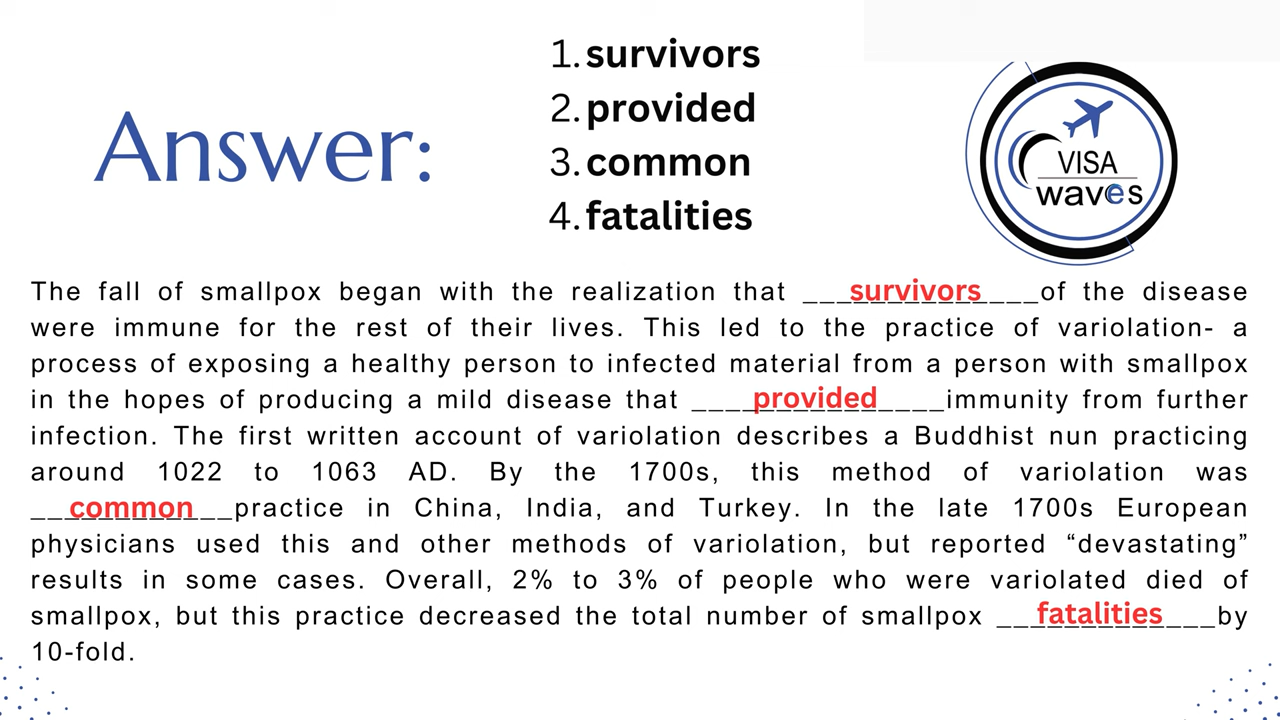 Answer:
1. survivors
2. provided
3. common
4. fatalities
VISA
waves
The fall of smallpox began with the realization that __survivors__of the disease
were immune for the rest of their lives. This led to the practice of variolation- a
process of exposing a healthy person to infected material from a person with smallpox
in the hopes of producing a mild disease that __provided__immunity from further
infection. The first written account of variolation describes a Buddhist nun practicing
around 1022 to 1063 AD. By the 1700s, this method of variolation was
__common__practice in China, India, and Turkey. In the late 1700s European
physicians used this and other methods of variolation, but reported “devastating”
results in some cases. Overall, 2% to 3% of people who were variolated died of
smallpox, but this practice decreased the total number of smallpox __fatalities__by
10-fold.